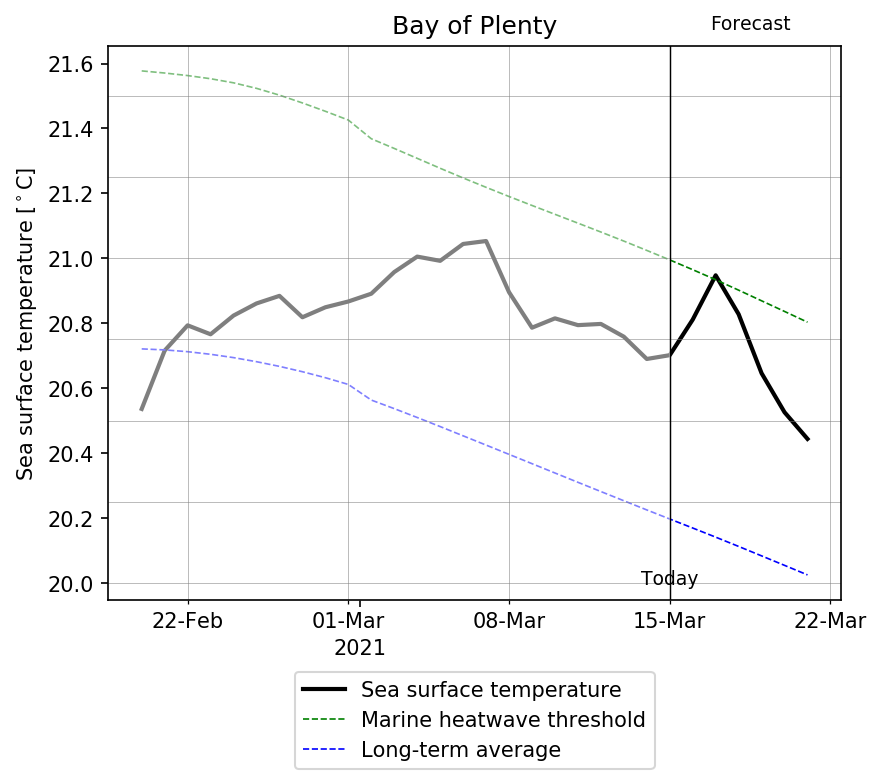 Bay of Plenty
Forecast
Sea surface temperature [°C]
21.6
21.4
21.2
21.0
20.8
20.6
20.4
20.2
20.0
Today
22-Feb
01-Mar
08-Mar
15-Mar
22-Mar
2021
Sea surface temperature
Marine heatwave threshold
Long-term average